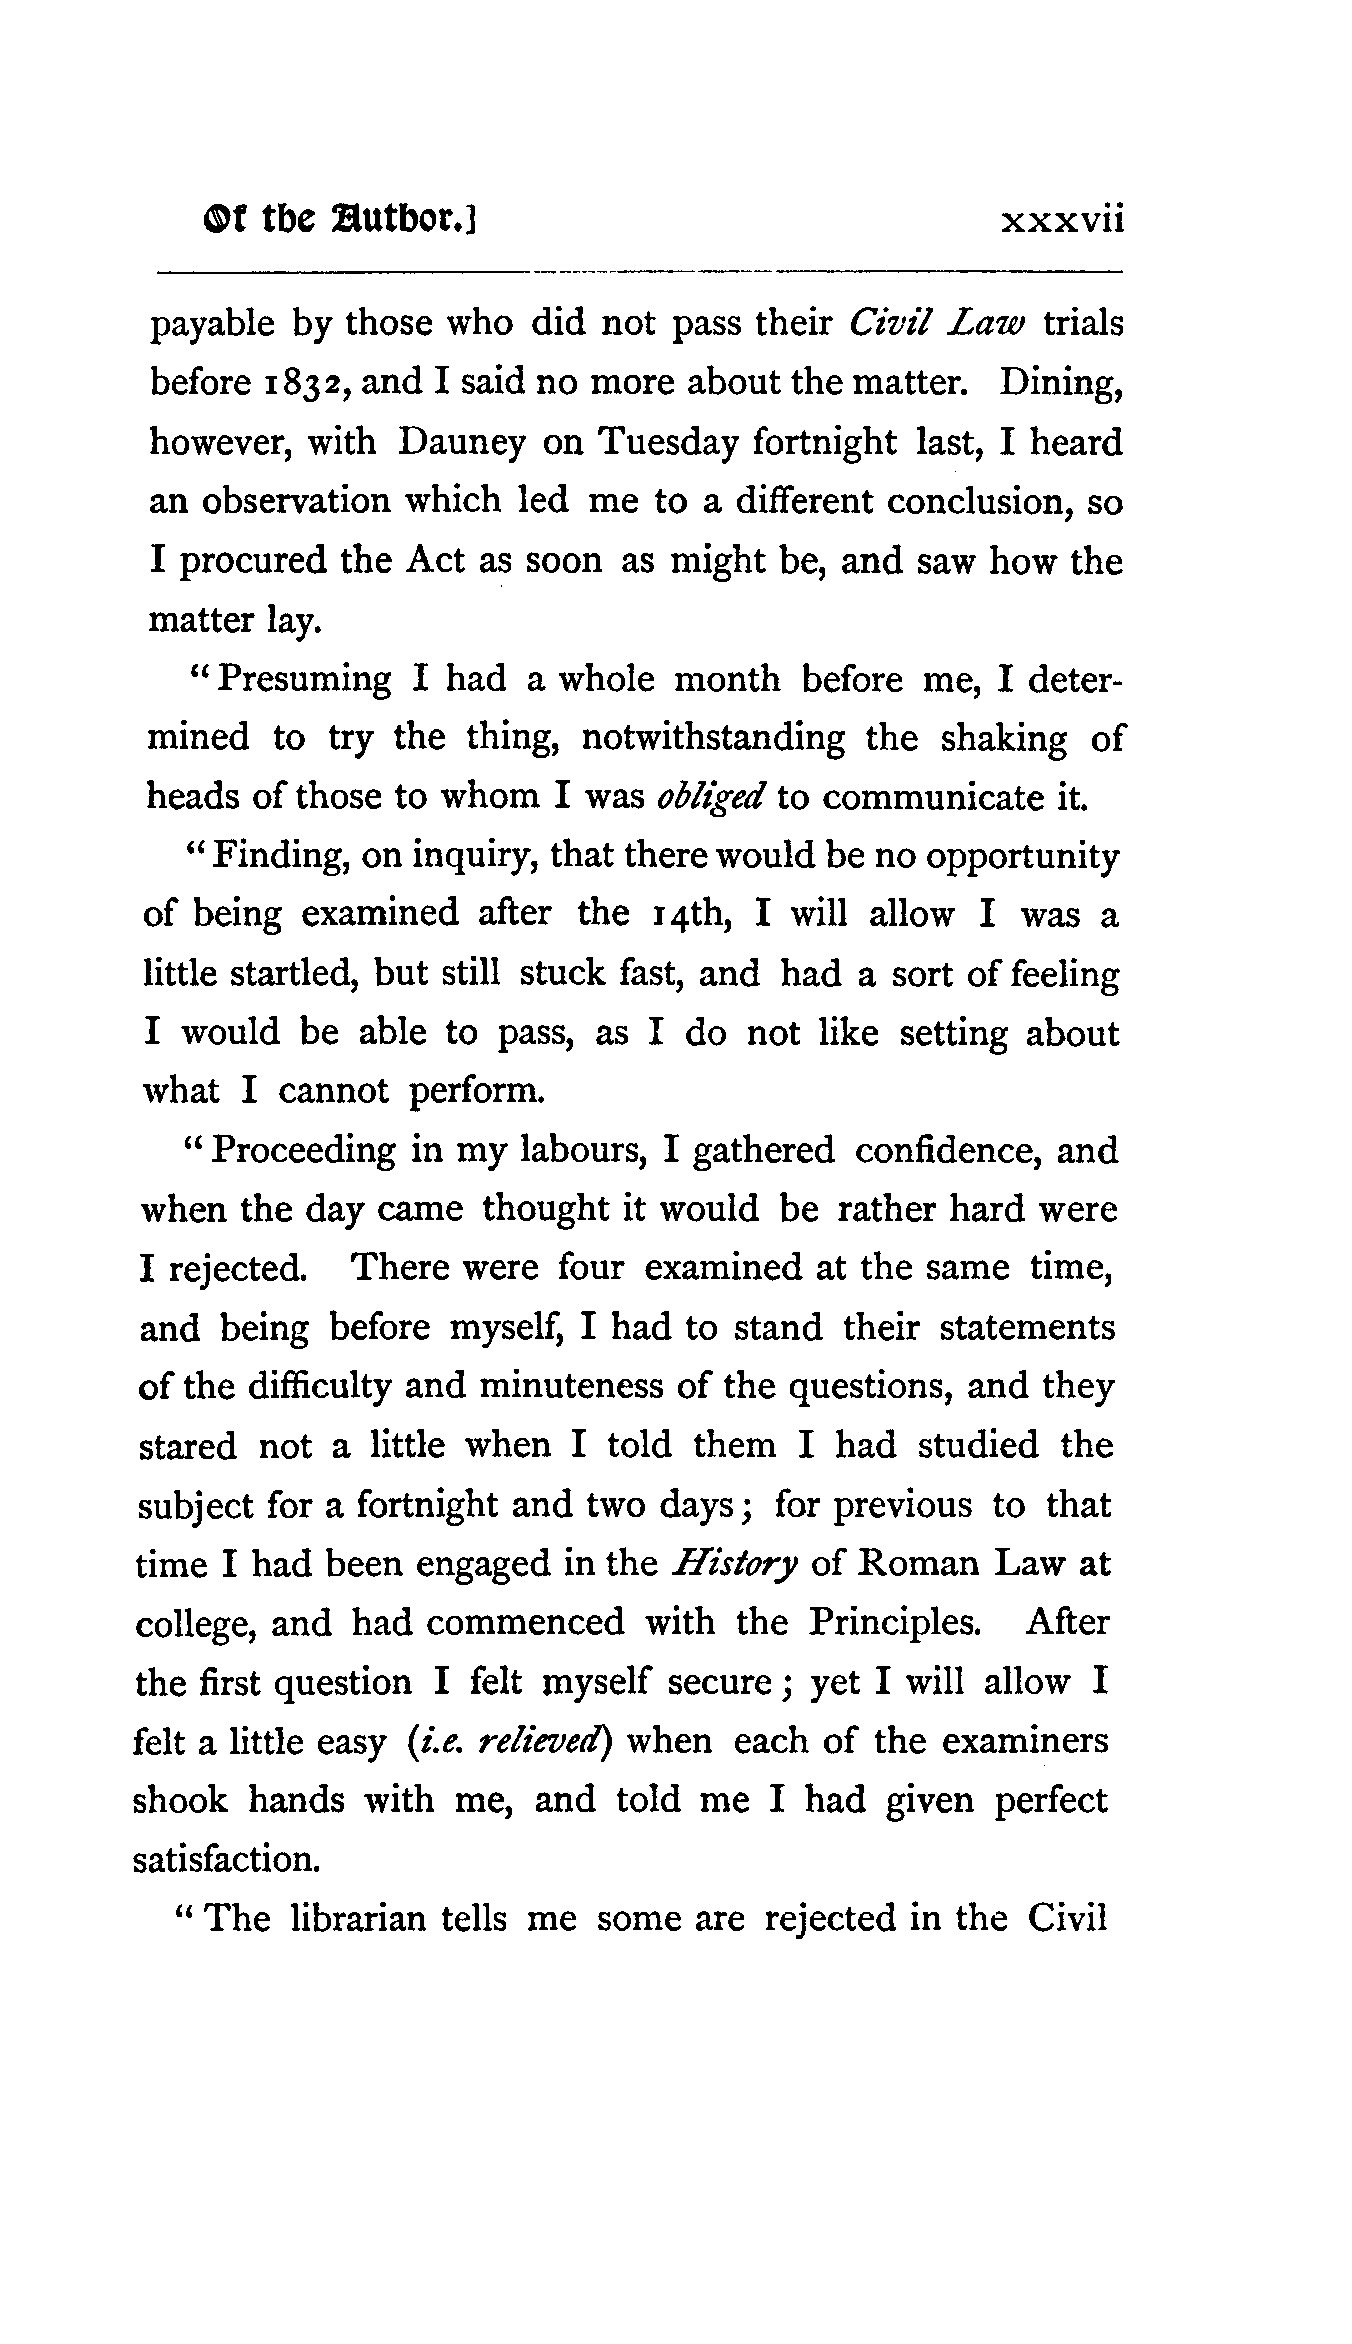 Of the Author.] xxxvii
payable by those who did not pass their Civil Law trials
before 1832, and I said no more about the matter. Dining,
however, with Dauney on Tuesday fortnight last, I heard
an observation which led me to a different conclusion, so
I procured the Act as soon as might be, and saw how the
matter lay.
“Presuming I had a whole month before me, I deter-
mined to try the thing, notwithstanding the shaking of
heads of those to whom I was obliged to communicate it.
“Finding, on inquiry, that there would be no opportunity
of being examined after the 14th, I will allow I was a
little startled, but still stuck fast, and had a sort of feeling
I would be able to pass, as I do not like setting about
what I cannot perform.
“Proceeding in my labours, I gathered confidence, and
when the day came thought it would be rather hard were
I rejected. There were four examined at the same time,
and being before myself, I had to stand their statements
of the difficulty and minuteness of the questions, and they
stared not a little when I told them I had studied the
subject for a fortnight and two days; for previous to that
time I had been engaged in the History of Roman Law at
college, and had commenced with the Principles. After
the first question I felt myself secure; yet I will allow I
felt a little easy (i.e. relieved) when each of the examiners
shook hands with me, and told me I had given perfect
satisfaction.
“The librarian tells me some are rejected in the Civil